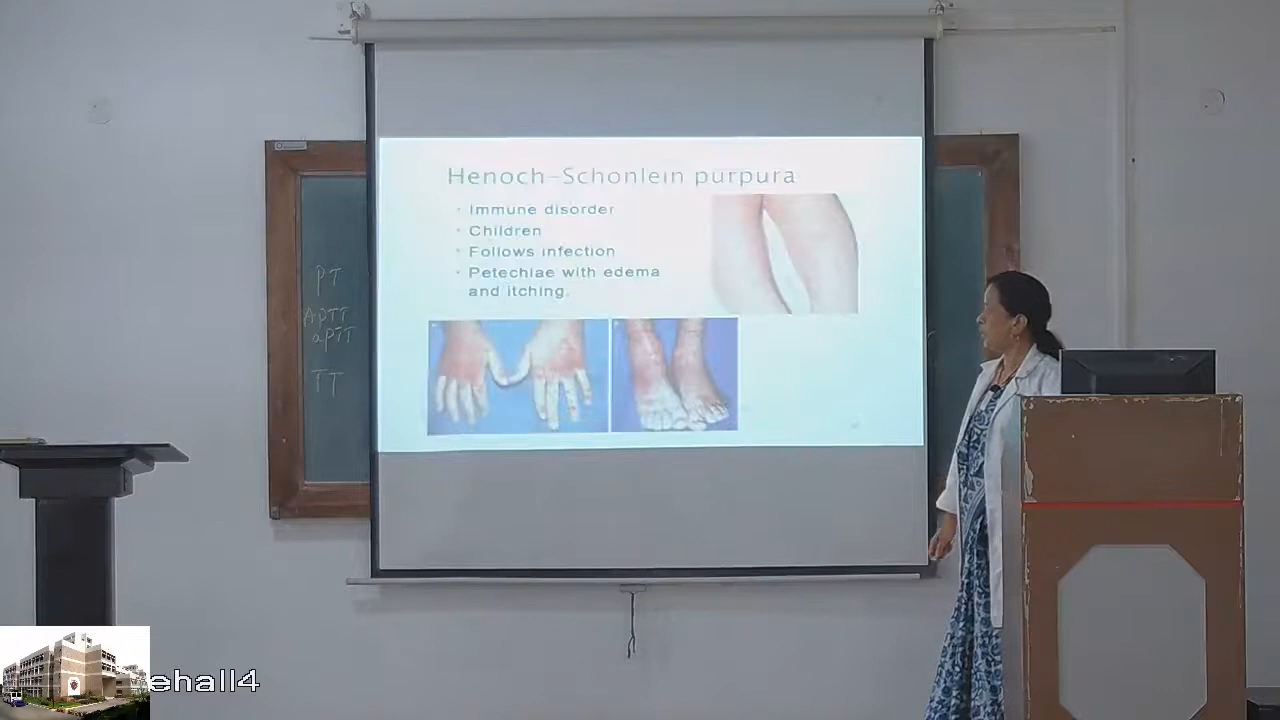 Henoch-Schonlein purpura
• Immune disorder
• Children
• Follows infection
• Petechiae with edema
and itching.
PT
APTT
aPTT
TT
ehall4